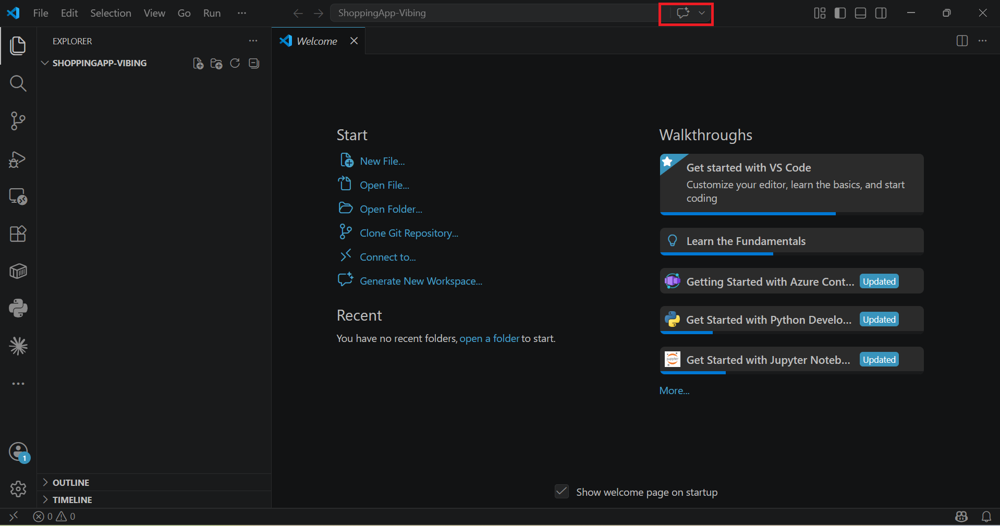 File Edit Selection View Go Run
ShoppingApp-Vibing
EXPLORER
SHOPPINGAPP-VIBING
Welcome
Start
New File...
Open File...
Open Folder...
Clone Git Repository...
Connect to...
Generate New Workspace...
Recent
You have no recent folders, open a folder to start.
Walkthroughs
Get started with VS Code
Customize your editor, learn the basics, and start
coding
Learn the Fundamentals
Getting Started with Azure Cont... Updated
Get Started with Python Develo... Updated
jupyter
Get Started with Jupyter Noteb... Updated
More...
1
OUTLINE
TIMELINE
Show welcome page on startup
0 0